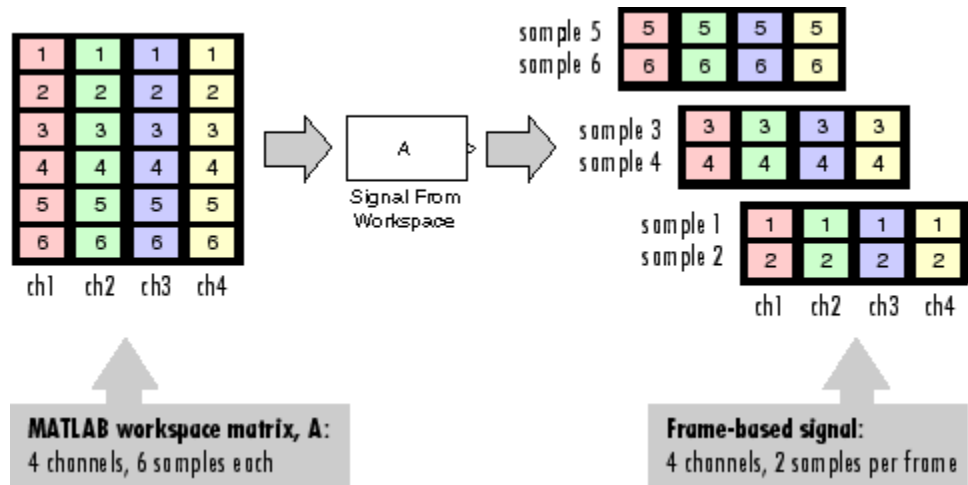 1 1 1 1
2 2 2 2
3 3 3 3
4 4 4 4
5 5 5 5
6 6 6 6
ch1 ch2 ch3 ch4
A
Signal From
Workspace
sample 5 5 5 5 5
sample 6 6 6 6 6
sample 3 3 3 3 3
sample 4 4 4 4 4
sample 1 1 1 1 1
sample 2 2 2 2 2
ch1 ch2 ch3 ch4
MATLAB workspace matrix, A:
4 channels, 6 samples each
Frame-based signal:
4 channels, 2 samples per frame